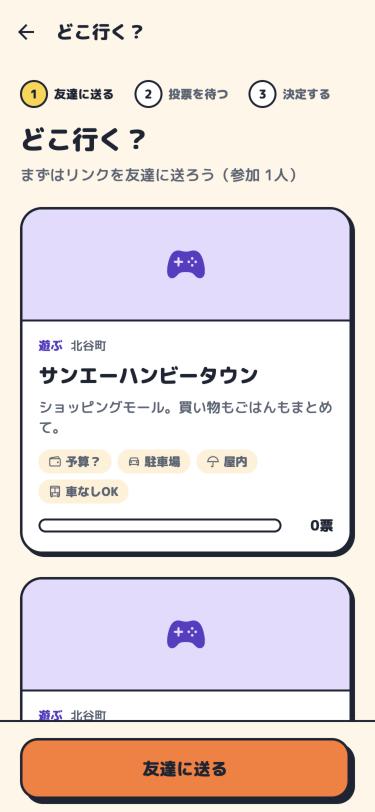 どこ行く？
1 友達に送る 2 投票を待つ 3 決定する
どこ行く？
まずはリンクを友達に送ろう（参加 1人）
遊ぶ 北谷町
サンエーハンビータウン
ショッピングモール。買い物もごはんもまとめ
て。
予算？ 駐車場 屋内
車なしOK
0票
遊ぶ 北谷町
友達に送る